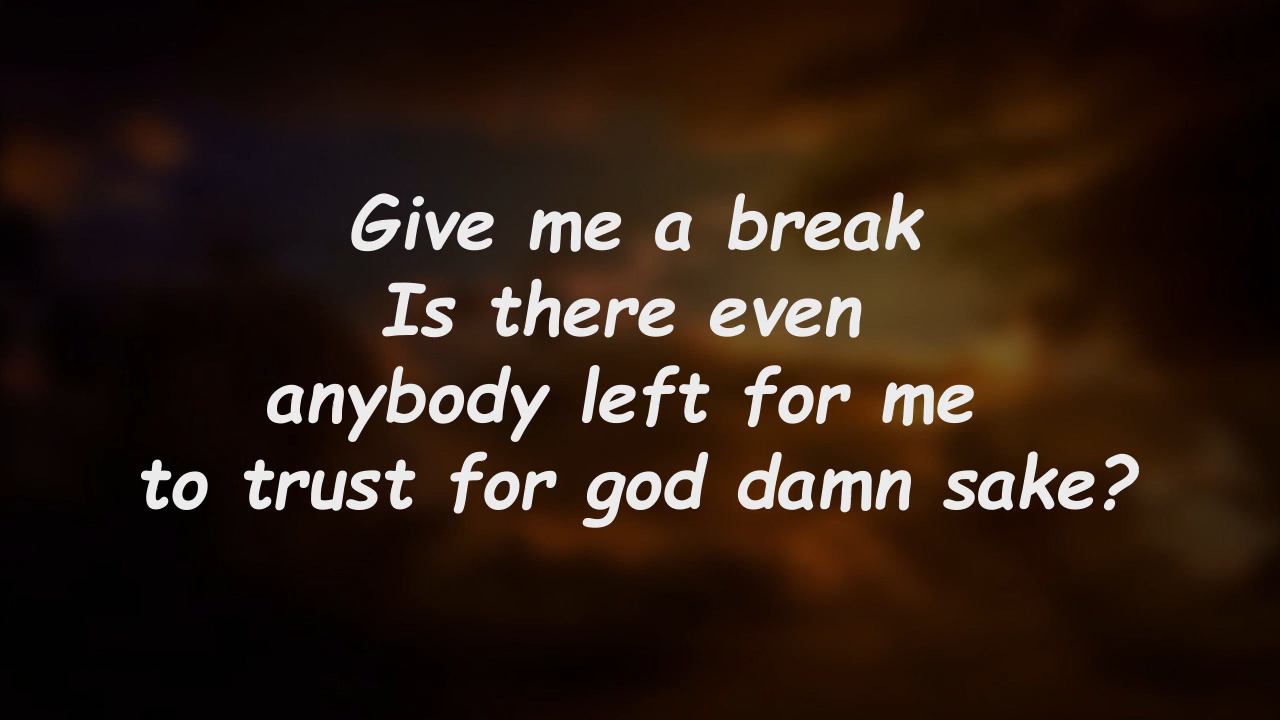 Give me a break
Is there even
anybody left for me
to trust for god damn sake?